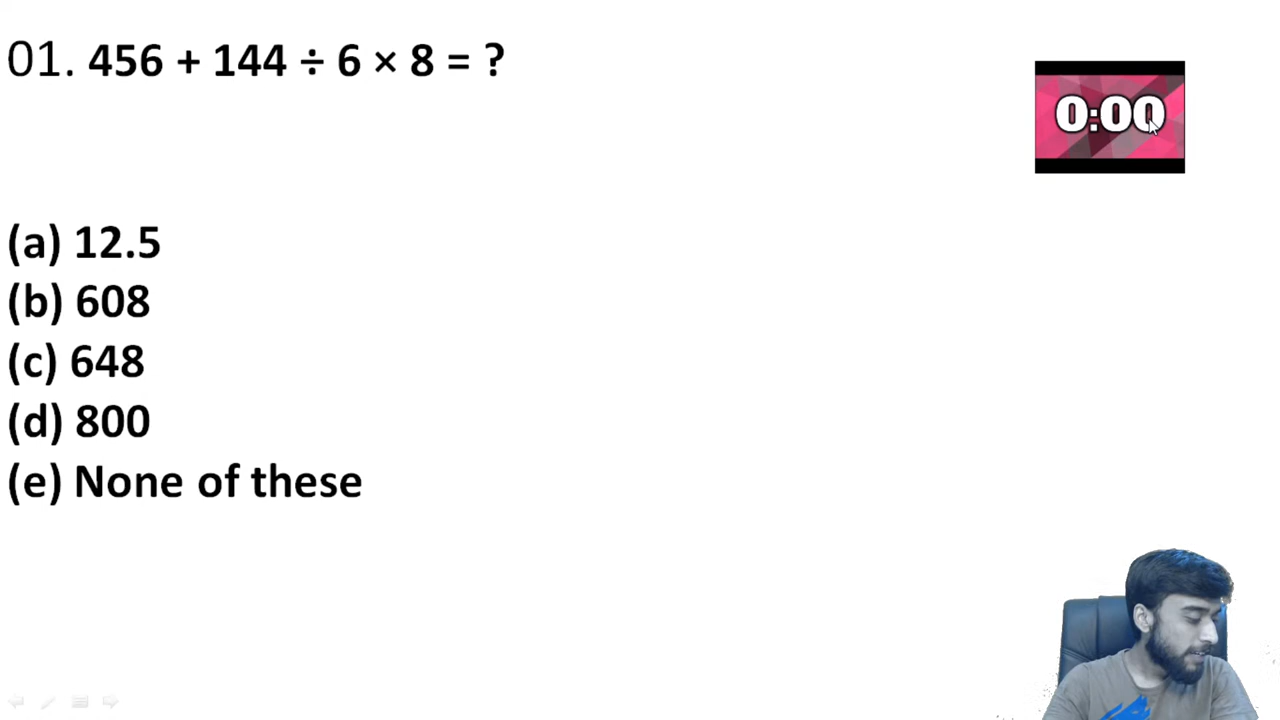 01. 456 + 144 ÷ 6 × 8 = ?
0:00
(a) 12.5
(b) 608
(c) 648
(d) 800
(e) None of these